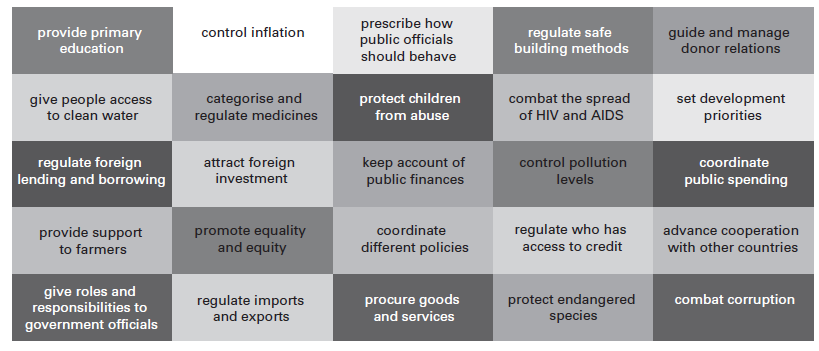 provide primary
education
control inflation
prescribe how
public officials
should behave
regulate safe
building methods
guide and manage
donor relations
give people access
to clean water
categorise and
regulate medicines
protect children
from abuse
combat the spread
of HIV and AIDS
set development
priorities
regulate foreign
lending and borrowing
attract foreign
investment
keep account of
public finances
control pollution
levels
coordinate
public spending
provide support
to farmers
promote equality
and equity
coordinate
different policies
regulate who has
access to credit
advance cooperation
with other countries
give roles and
responsibilities to
government officials
regulate imports
and exports
procure goods
and services
protect endangered
species
combat corruption